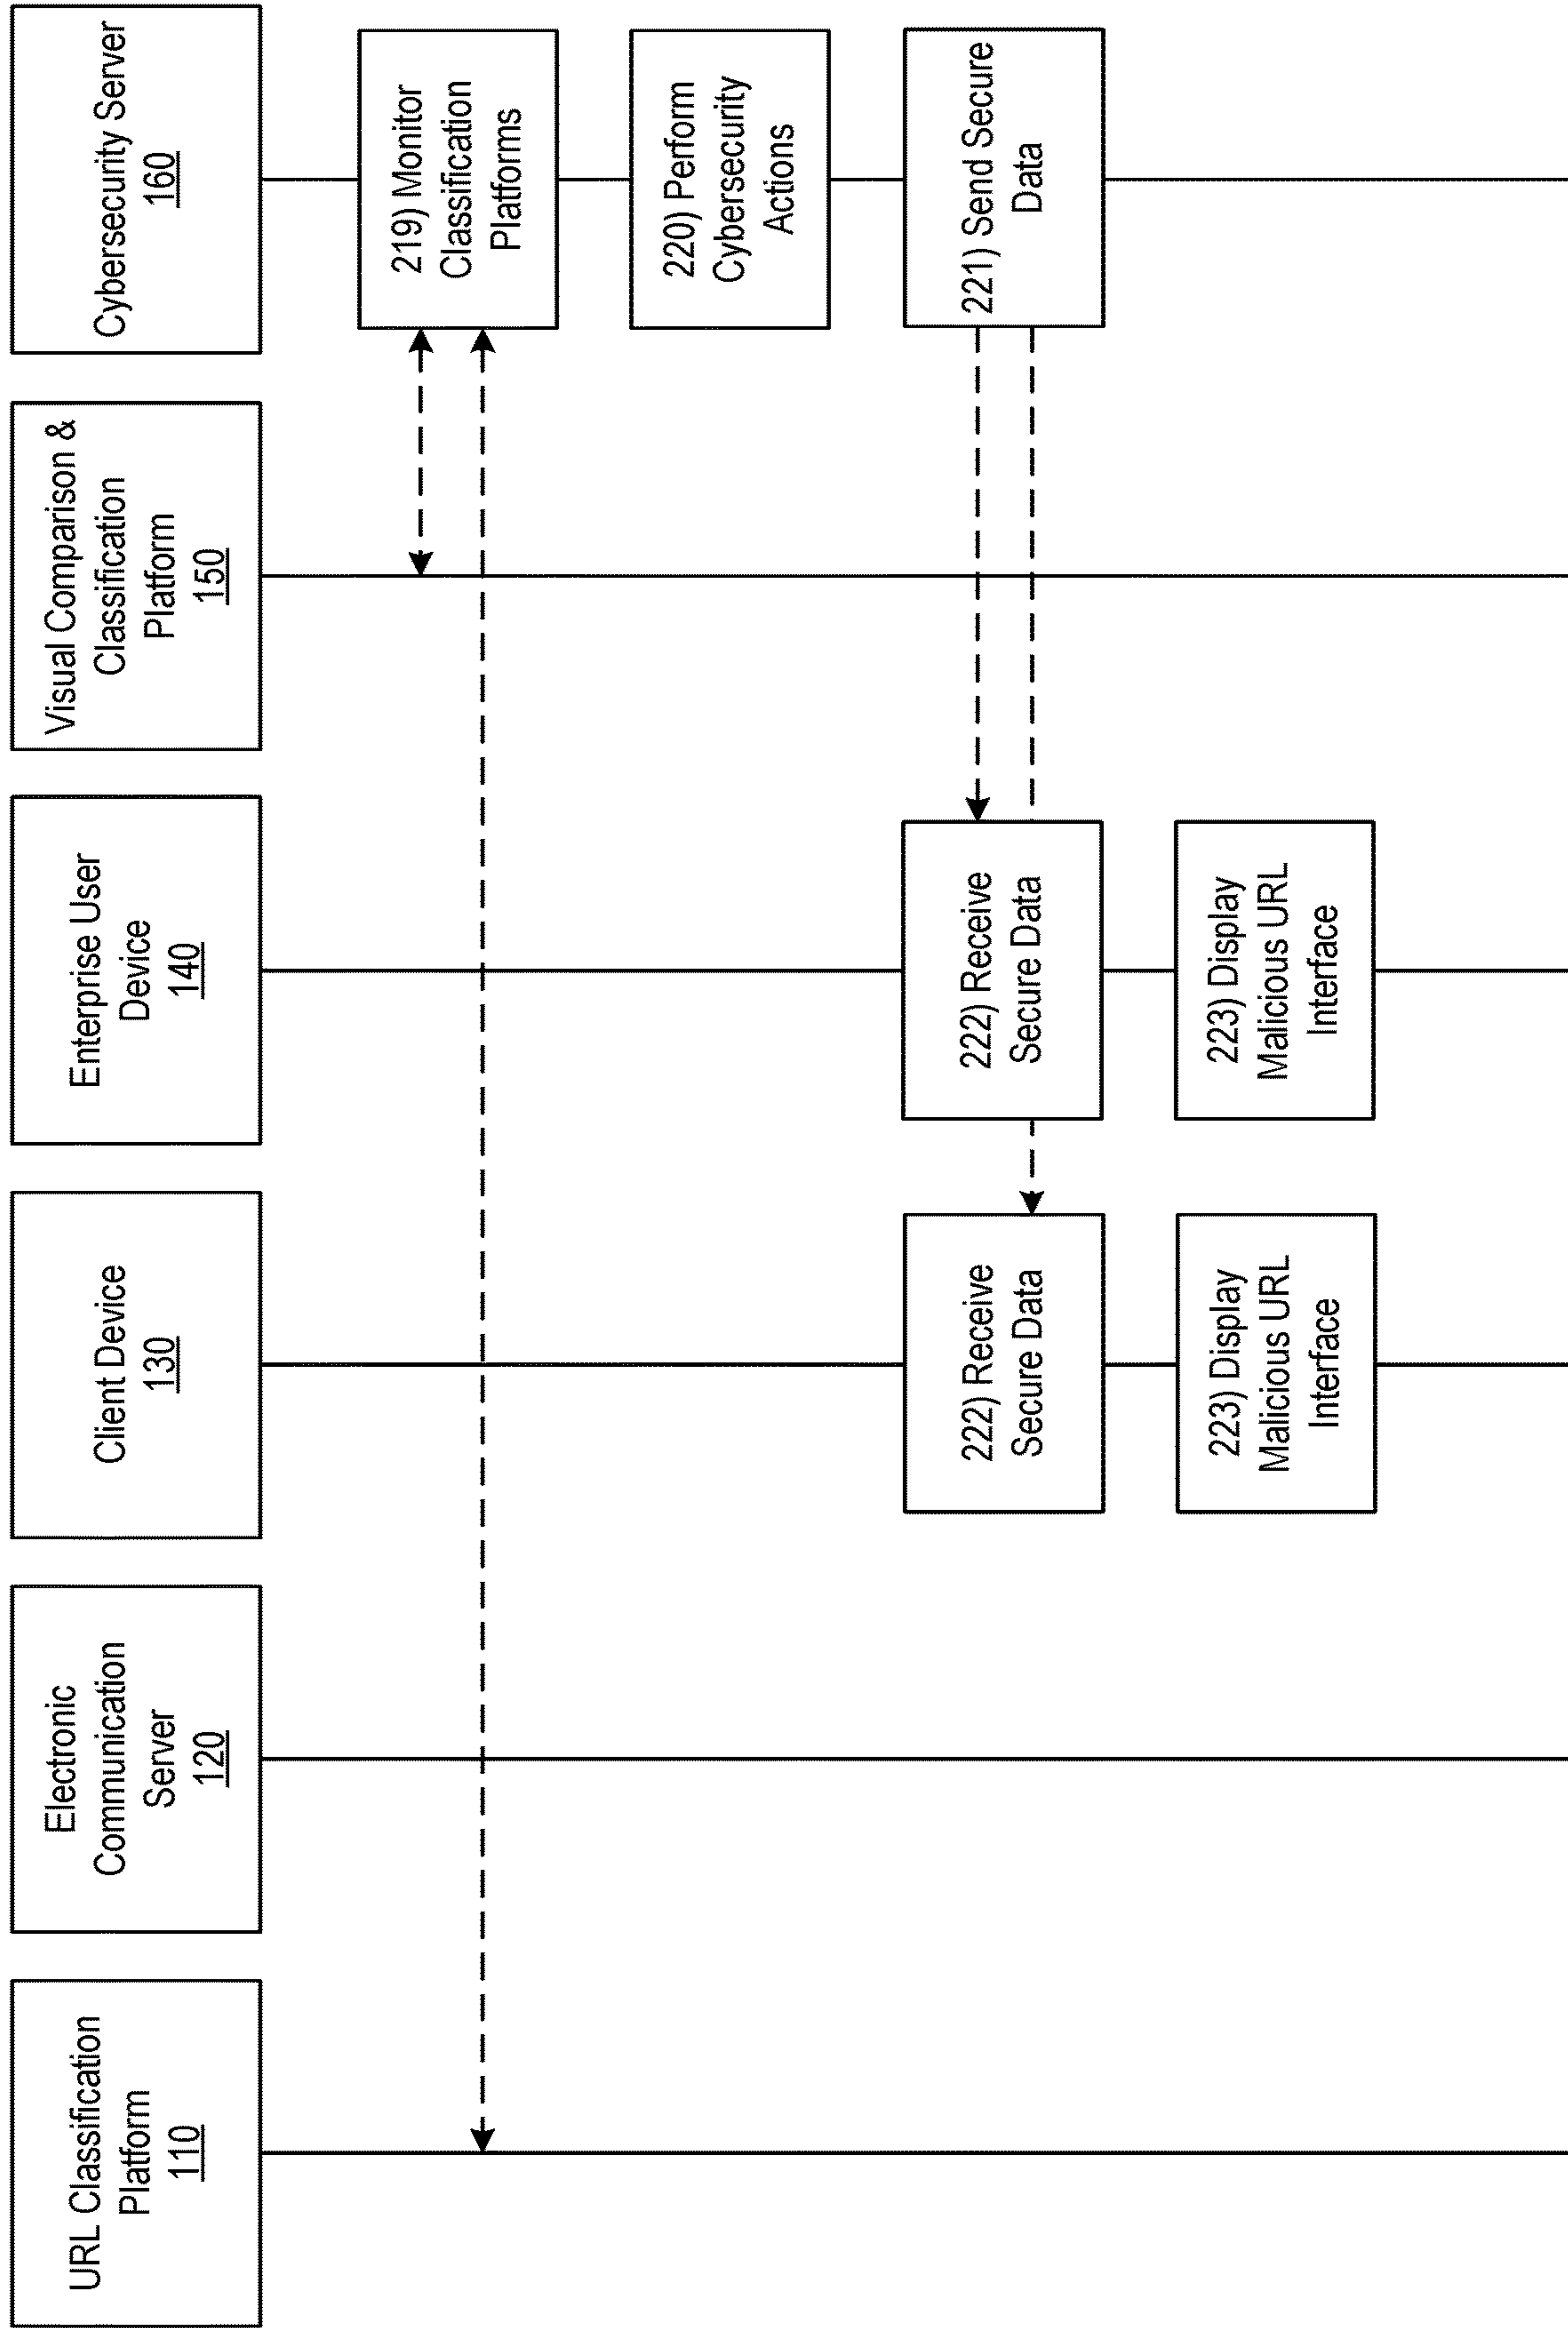 URL Classification
Platform
110
Electronic
Communication
Server
120
Client Device
130
Enterprise User
Device
140
Visual Comparison &
Classification
Platform
150
Cybersecurity Server
160
219) Monitor
Classification
Platforms
220) Perform
Cybersecurity
Actions
222) Receive
Secure Data
222) Receive
Secure Data
221) Send Secure
Data
223) Display
Malicious URL
Interface
223) Display
Malicious URL
Interface